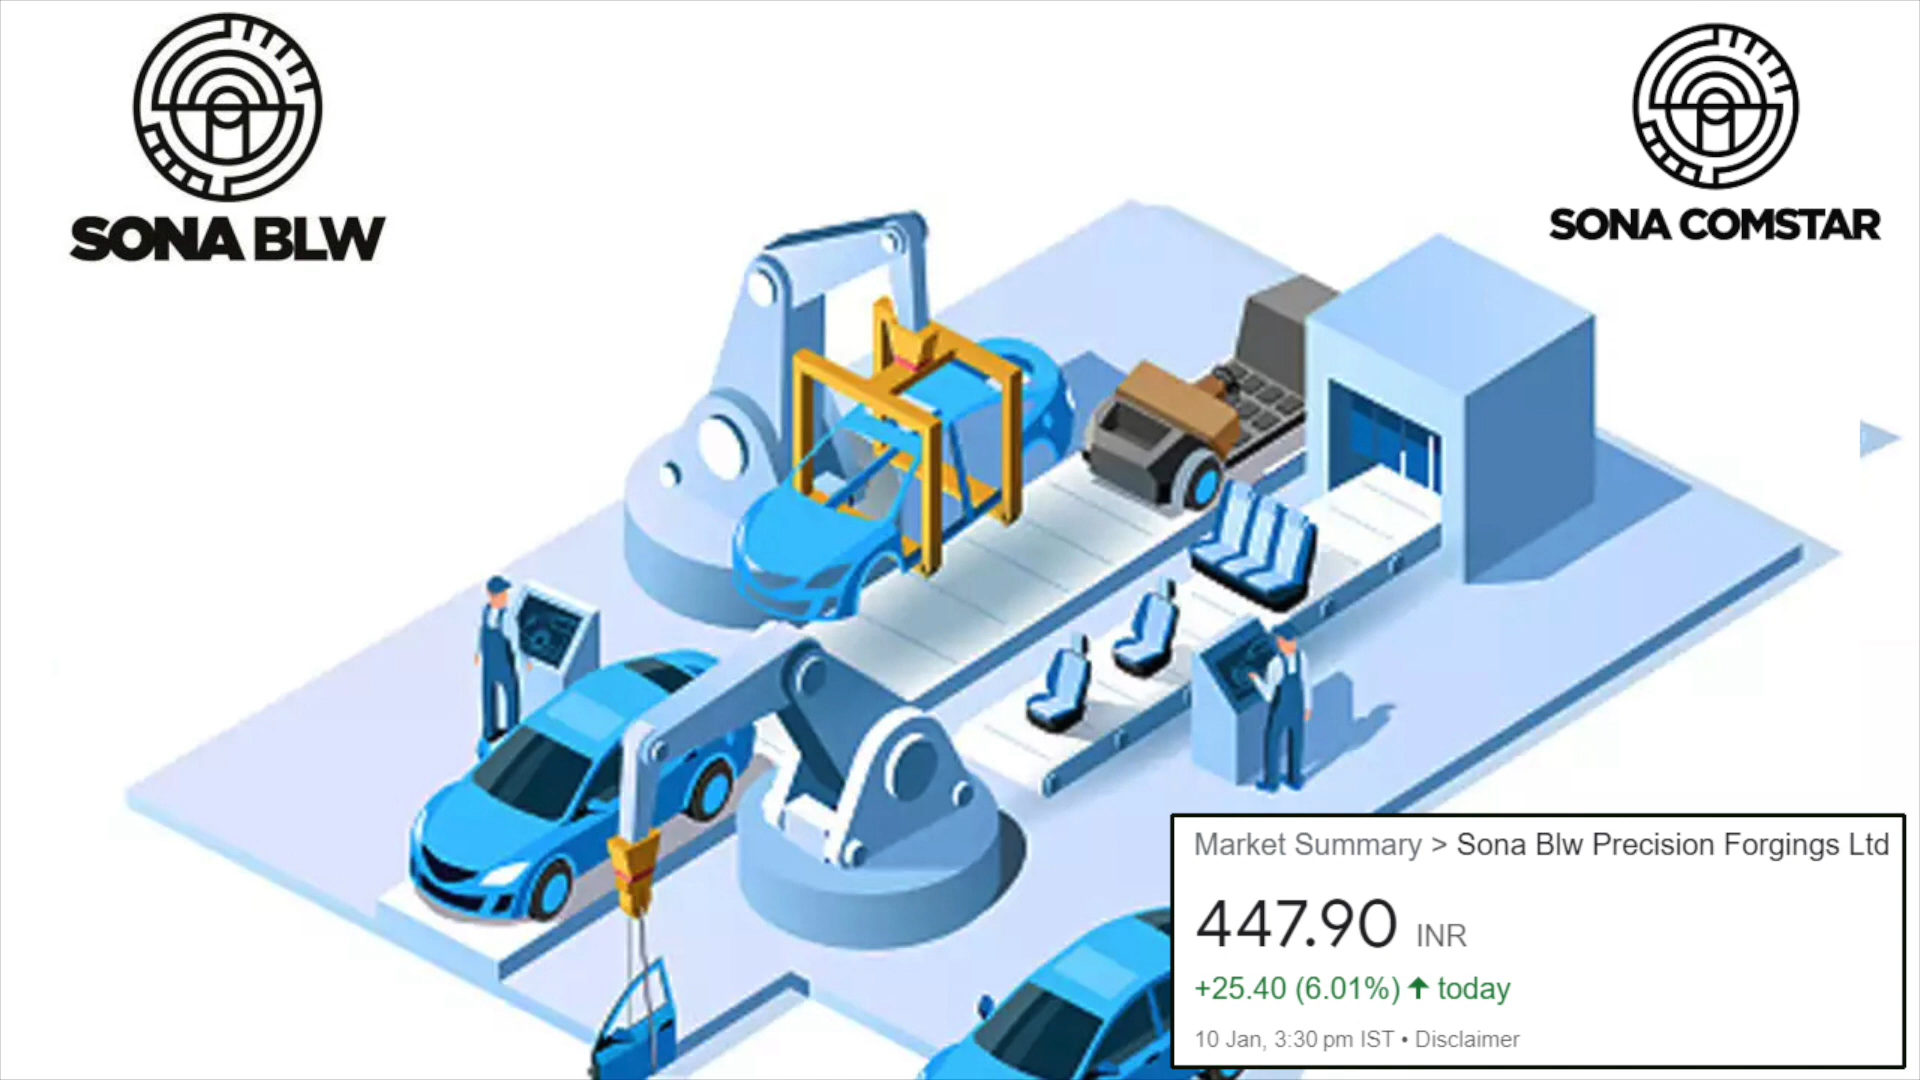 SONA BLW
SONA COMSTAR
Market Summary > Sona Blw Precision Forgings Ltd
447.90 INR
+25.40 (6.01%) ↑ today
10 Jan, 3:30 pm IST • Disclaimer